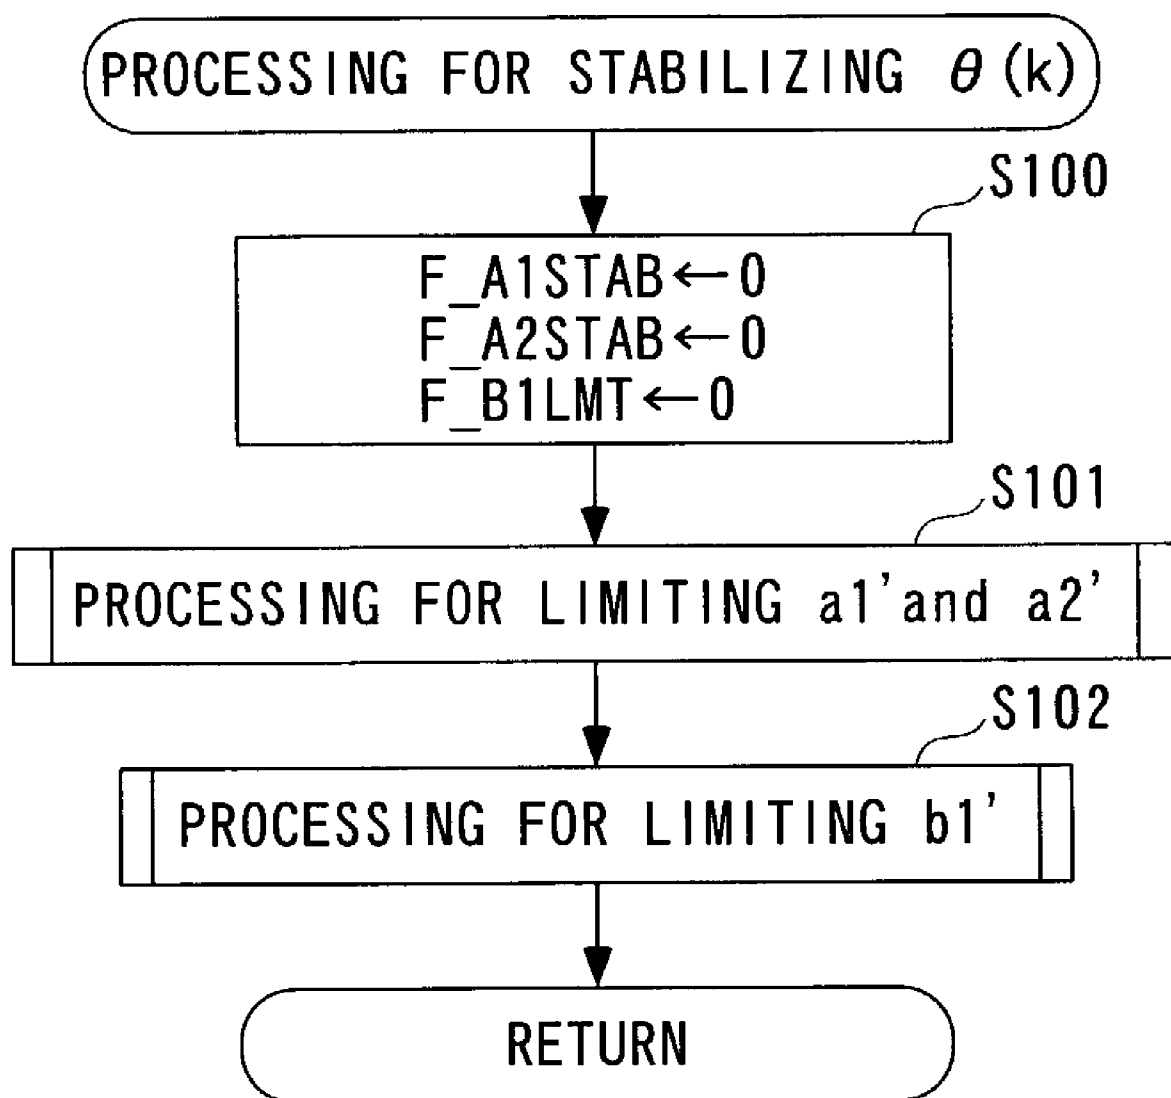 PROCESSING FOR STABILIZING θ(k)
S100
F_A1STAB←0
F_A2STAB←0
F_B1LMT←0
S101
PROCESSING FOR LIMITING a1'and a2'
S102
PROCESSING FOR LIMITING b1'
RETURN